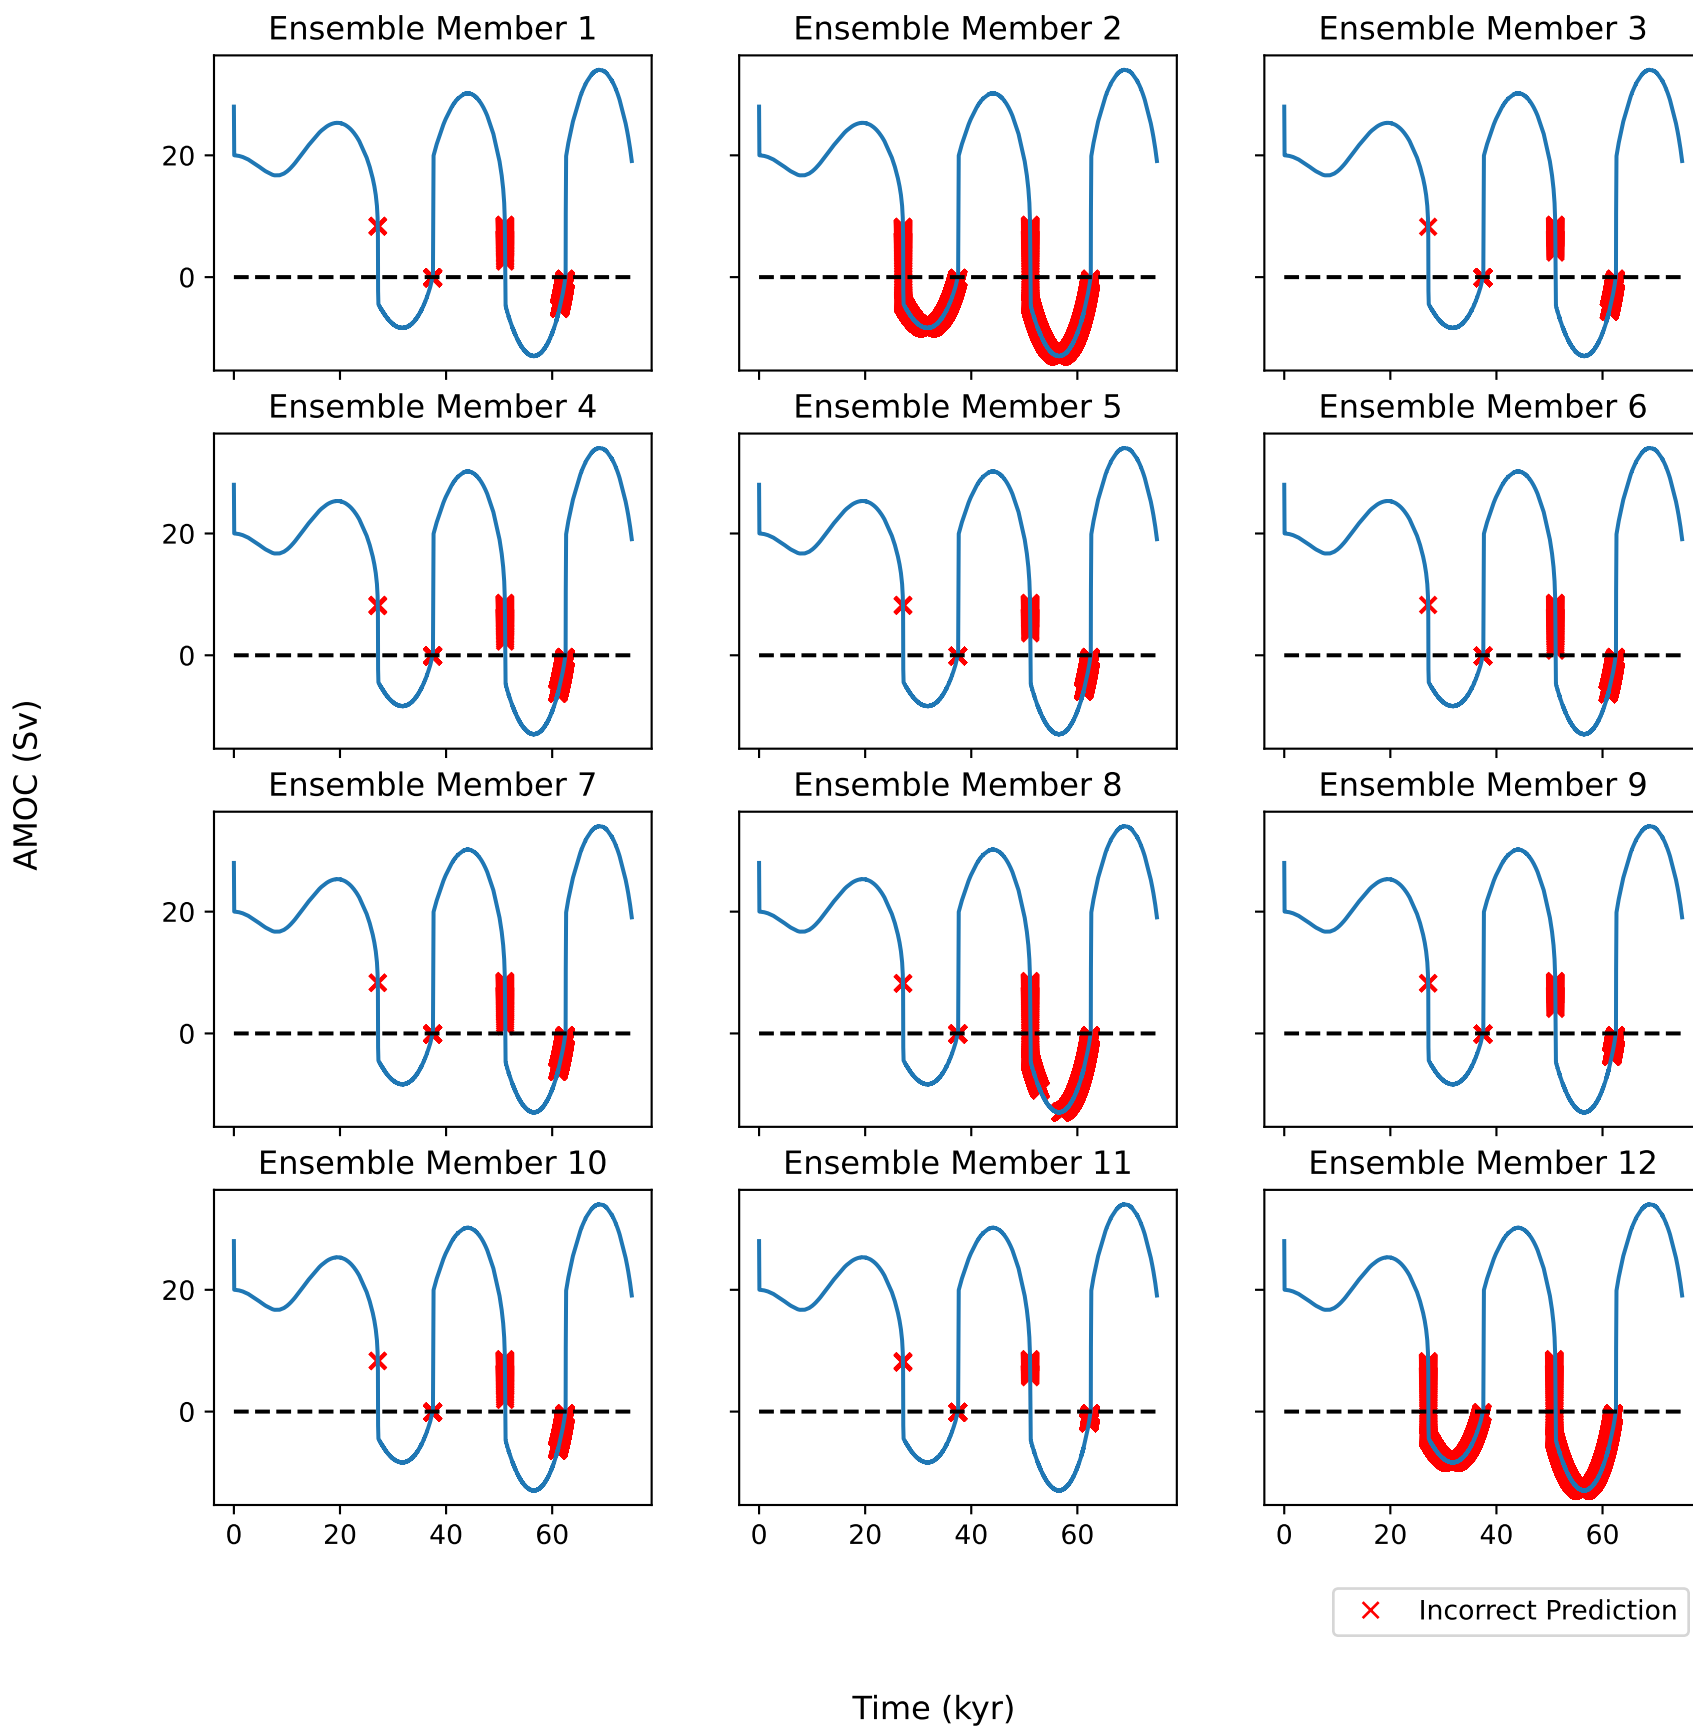 Ensemble Member 1
Ensemble Member 2
Ensemble Member 3
20
0
Ensemble Member 4
Ensemble Member 5
Ensemble Member 6
20
0
AMOC (Sv)
Ensemble Member 7
Ensemble Member 8
Ensemble Member 9
20
0
Ensemble Member 10
Ensemble Member 11
Ensemble Member 12
20
0
0 20 40 60
0 20 40 60
0 20 40 60
Incorrect Prediction
Time (kyr)